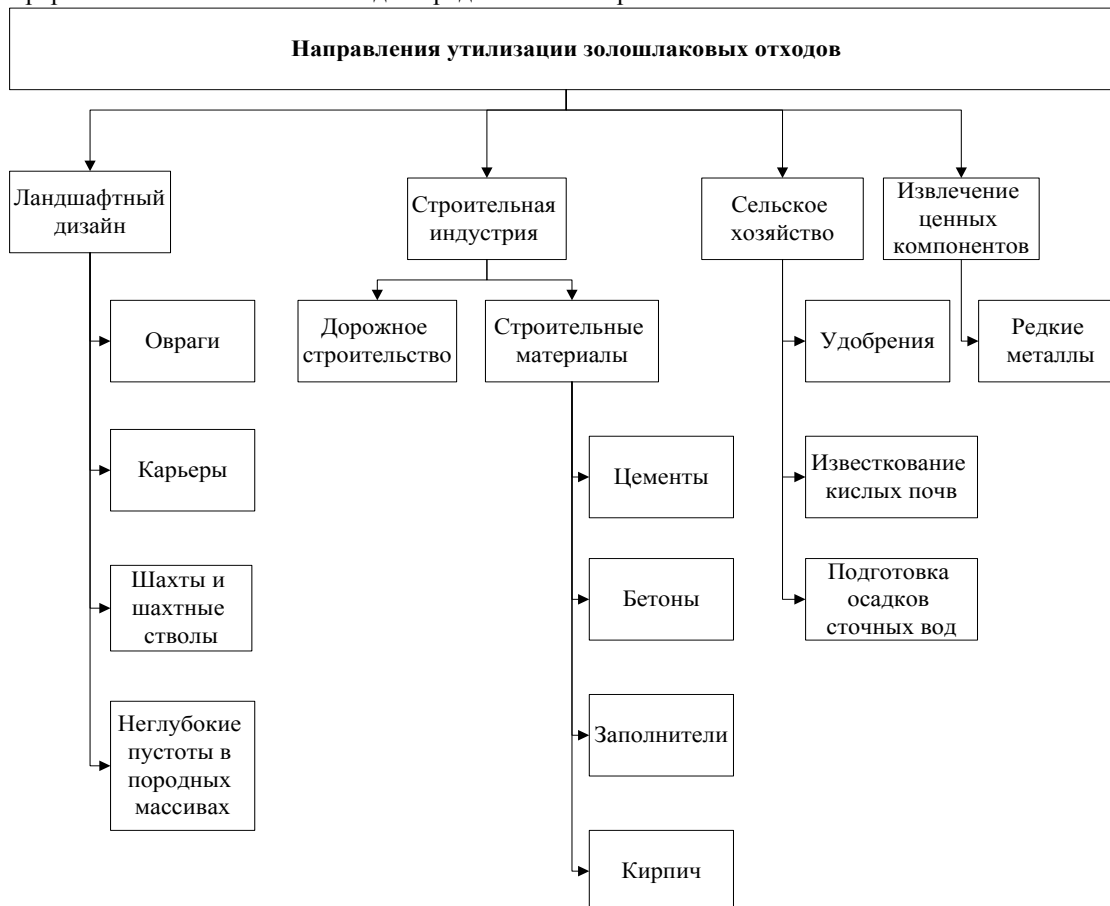 Направления утилизации золошлаковых отходов
Ландшафтный
дизайн
Строительная
индустрия
Сельское
хозяйство
Извлечение
ценных
компонентов
Овраги
Дорожное
строительство
Строительные
материалы
Удобрения
Редкие
металлы
Карьеры
Цементы
Известкование
кислых почв
Шахты и
шахтные
стволы
Бетоны
Подготовка
осадков
сточных вод
Неглубокие
пустоты в
породных
массивах
Заполнители
Кирпич